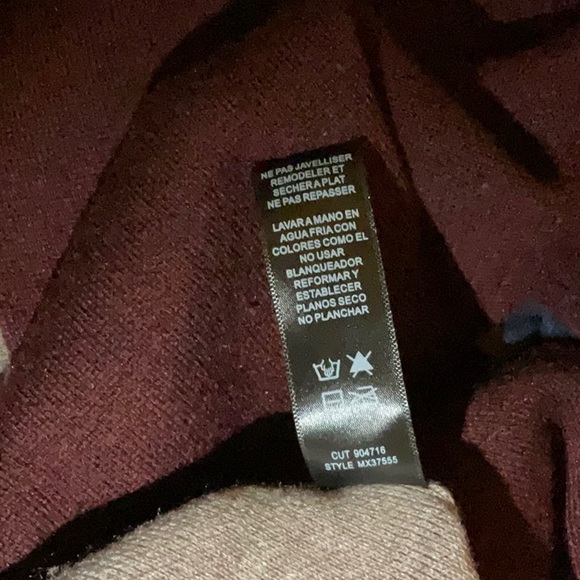 NE PAS JAVELLISER
REMODELER ET
SECHER A PLAT
NE PAS REPASSER
LAVAR A MANO EN
AGUA FRIA CON
COLORES COMO EL
NO USAR
BLANQUEADOR
REFORMAR Y
ESTABLECER
PLANOS SECO
NO PLANCHAR
CUT 904716
STYLE MX37555